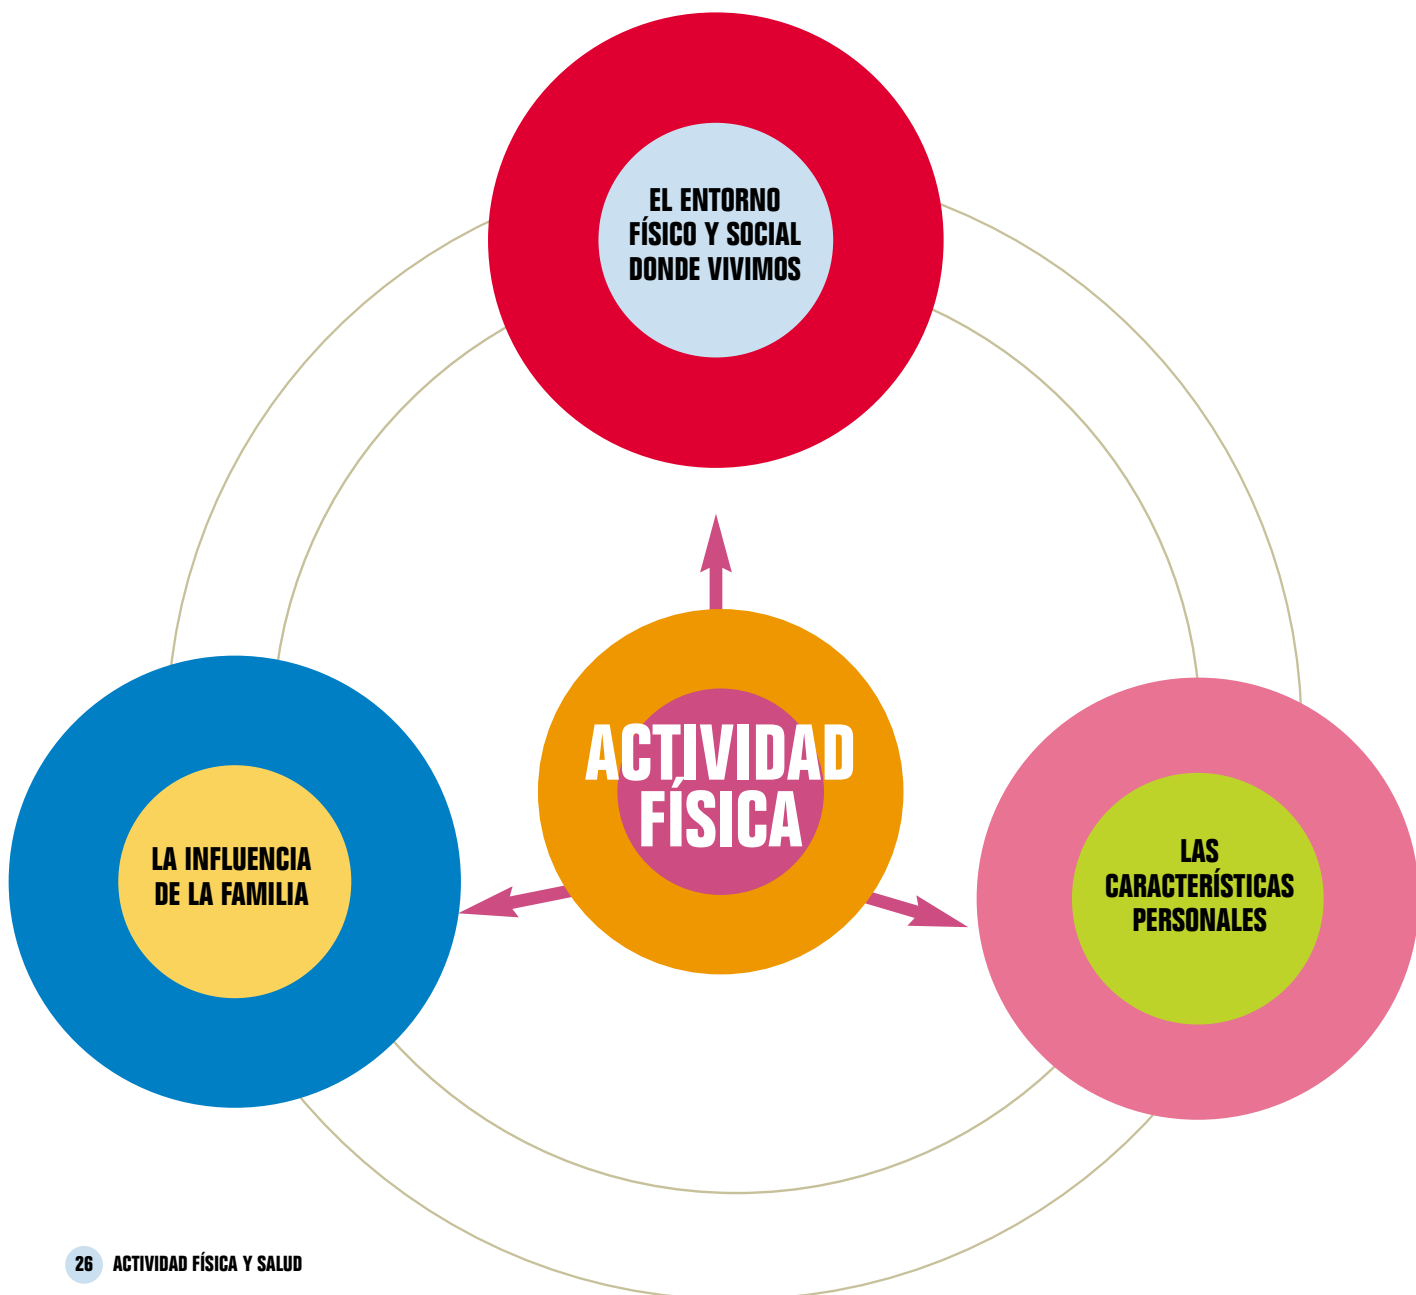 EL ENTORNO
FÍSICO Y SOCIAL
DONDE VIVIMOS
ACTIVIDAD
FÍSICA
LA INFLUENCIA
DE LA FAMILIA
LAS
CARACTERÍSTICAS
PERSONALES
26 ACTIVIDAD FÍSICA Y SALUD